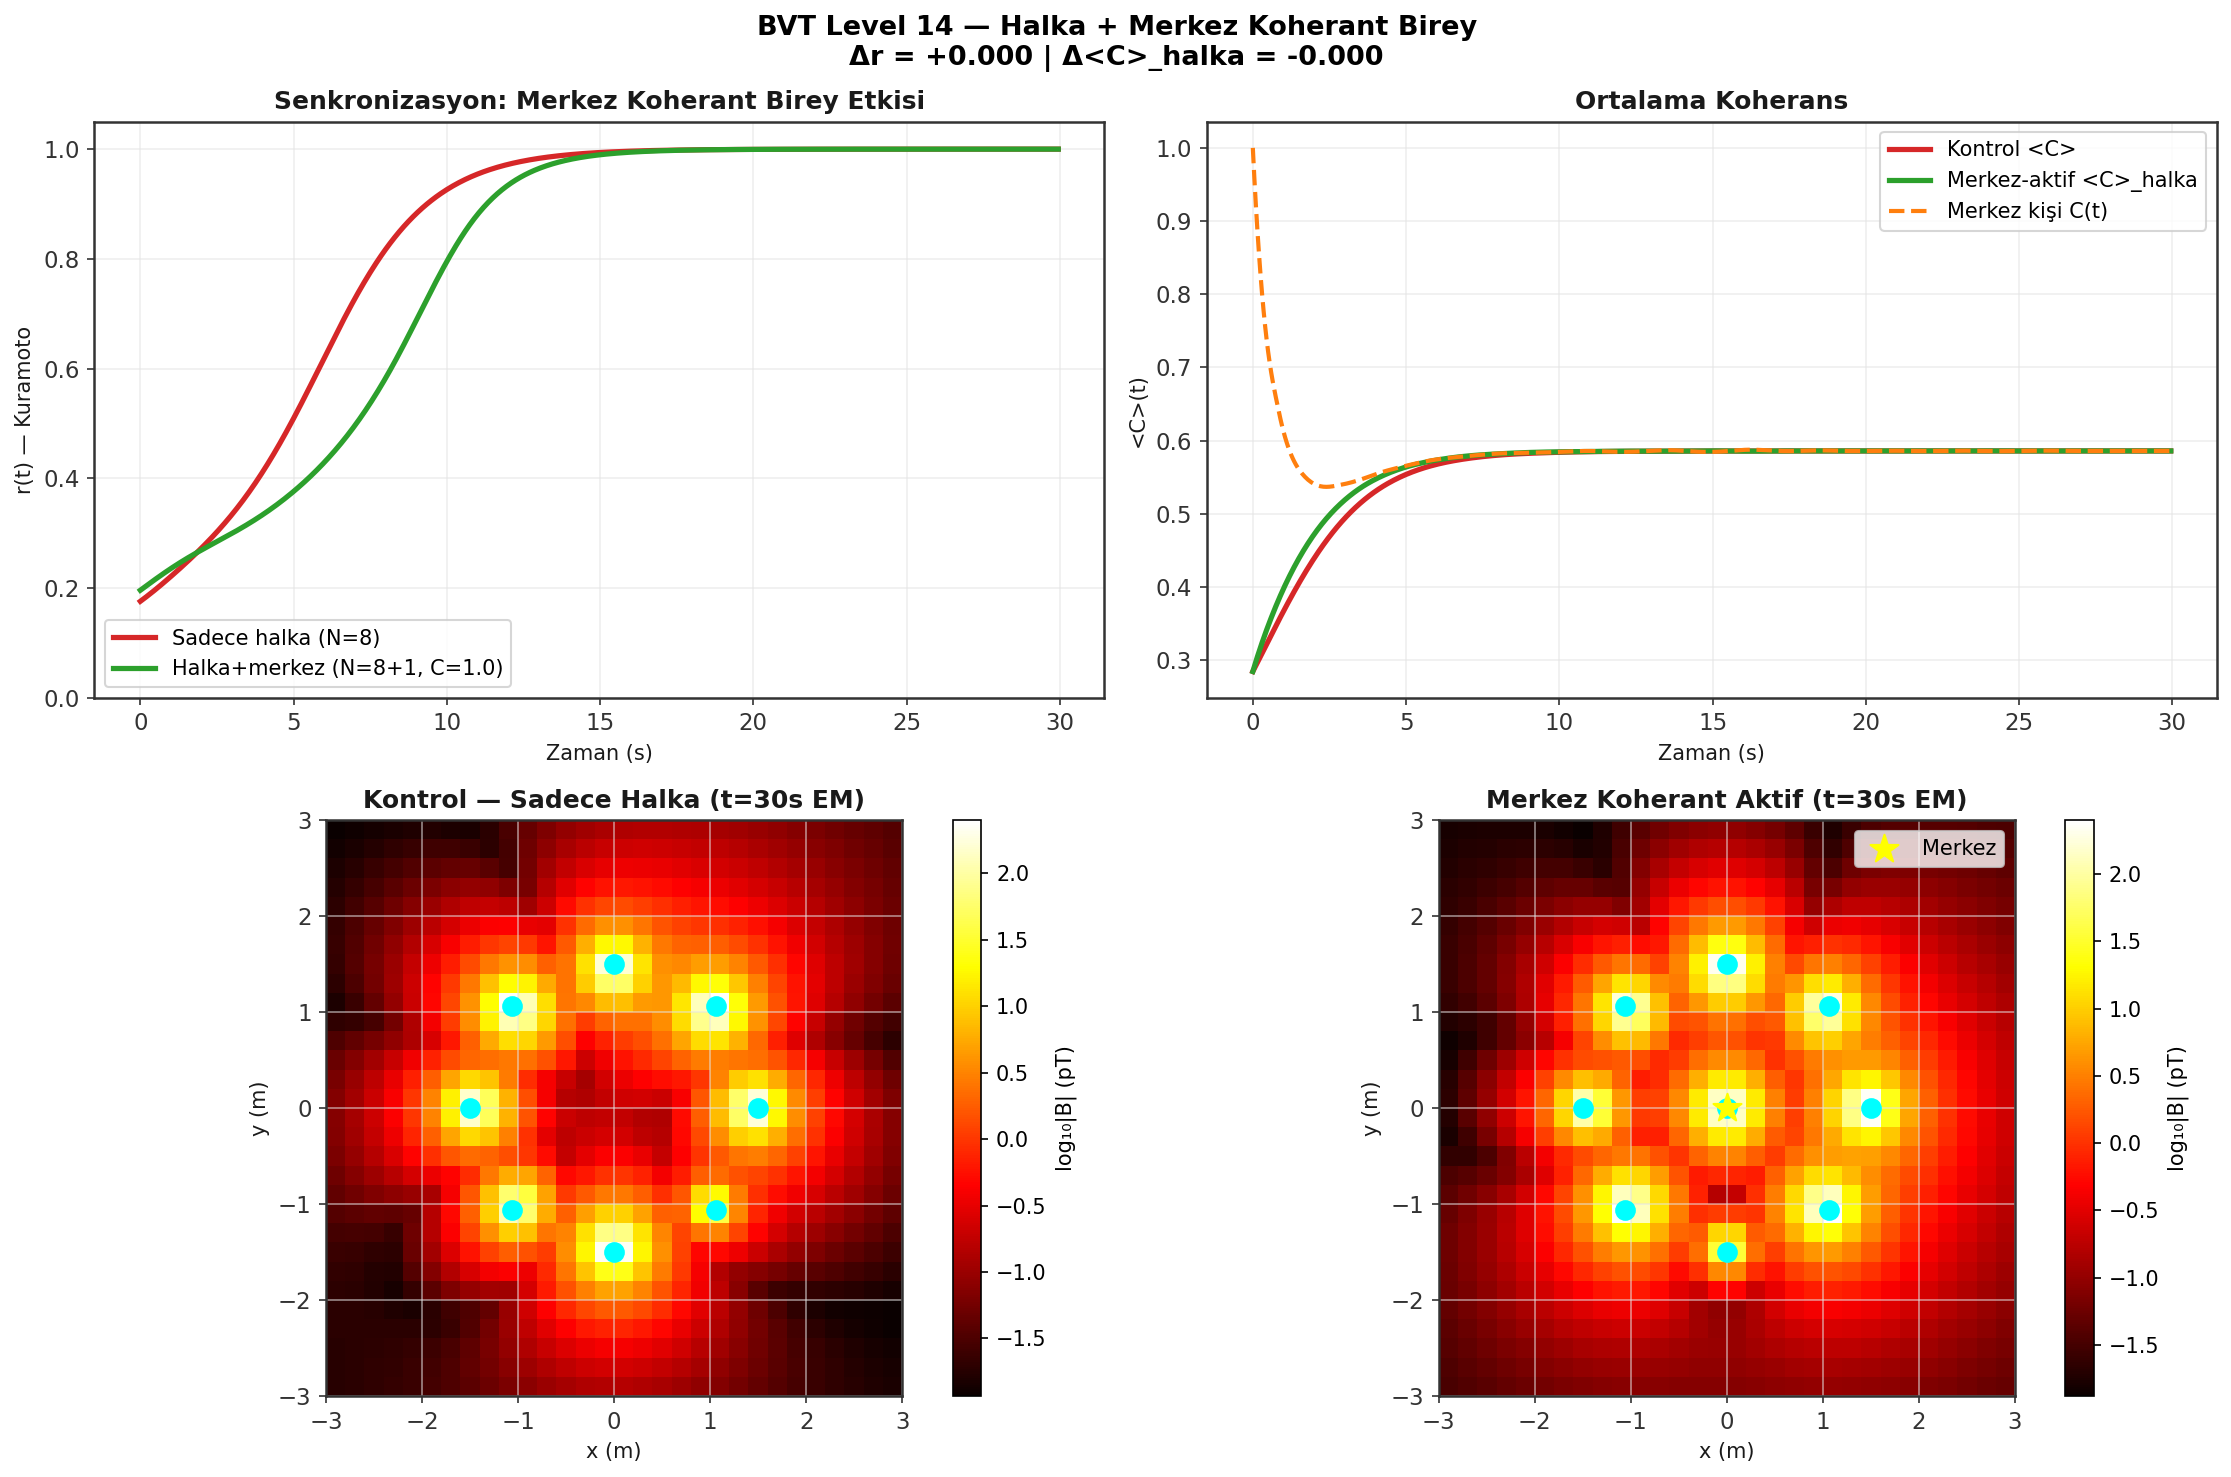 BVT Level 14 — Halka + Merkez Koherant Birey
Δr = +0.000 | Δ<C>_halka = -0.000
Senkronizasyon: Merkez Koherant Birey Etkisi
r(t) — Kuramoto
1.0
0.8
0.6
0.4
0.2
0.0
Sadece halka (N=8)
Halka+merkez (N=8+1, C=1.0)
0 5 10 15 20 25 30
Zaman (s)
Ortalama Koherans
<C>(t)
1.0
0.9
0.8
0.7
0.6
0.5
0.4
0.3
Kontrol <C>
Merkez-aktif <C>_halka
Merkez kişi C(t)
0 5 10 15 20 25 30
Zaman (s)
Kontrol — Sadece Halka (t=30s EM)
y (m)
3
2
1
0
−1
−2
−3
−3 −2 −1 0 1 2 3
x (m)
2.0
1.5
1.0
0.5
0.0
−0.5
−1.0
−1.5
log₁₀|B| (pT)
Merkez Koherant Aktif (t=30s EM)
Merkez
y (m)
3
2
1
0
−1
−2
−3
−3 −2 −1 0 1 2 3
x (m)
2.0
1.5
1.0
0.5
0.0
−0.5
−1.0
−1.5
log₁₀|B| (pT)